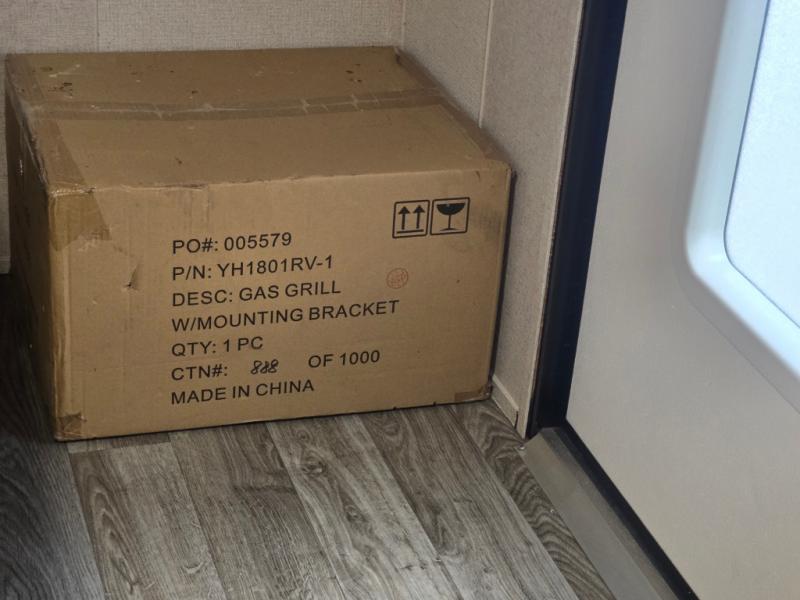 PO#: 005579
P/N: YH1801RV-1
DESC: GAS GRILL
W/MOUNTING BRACKET
QTY: 1 PC
CTN#: 888 OF 1000
MADE IN CHINA